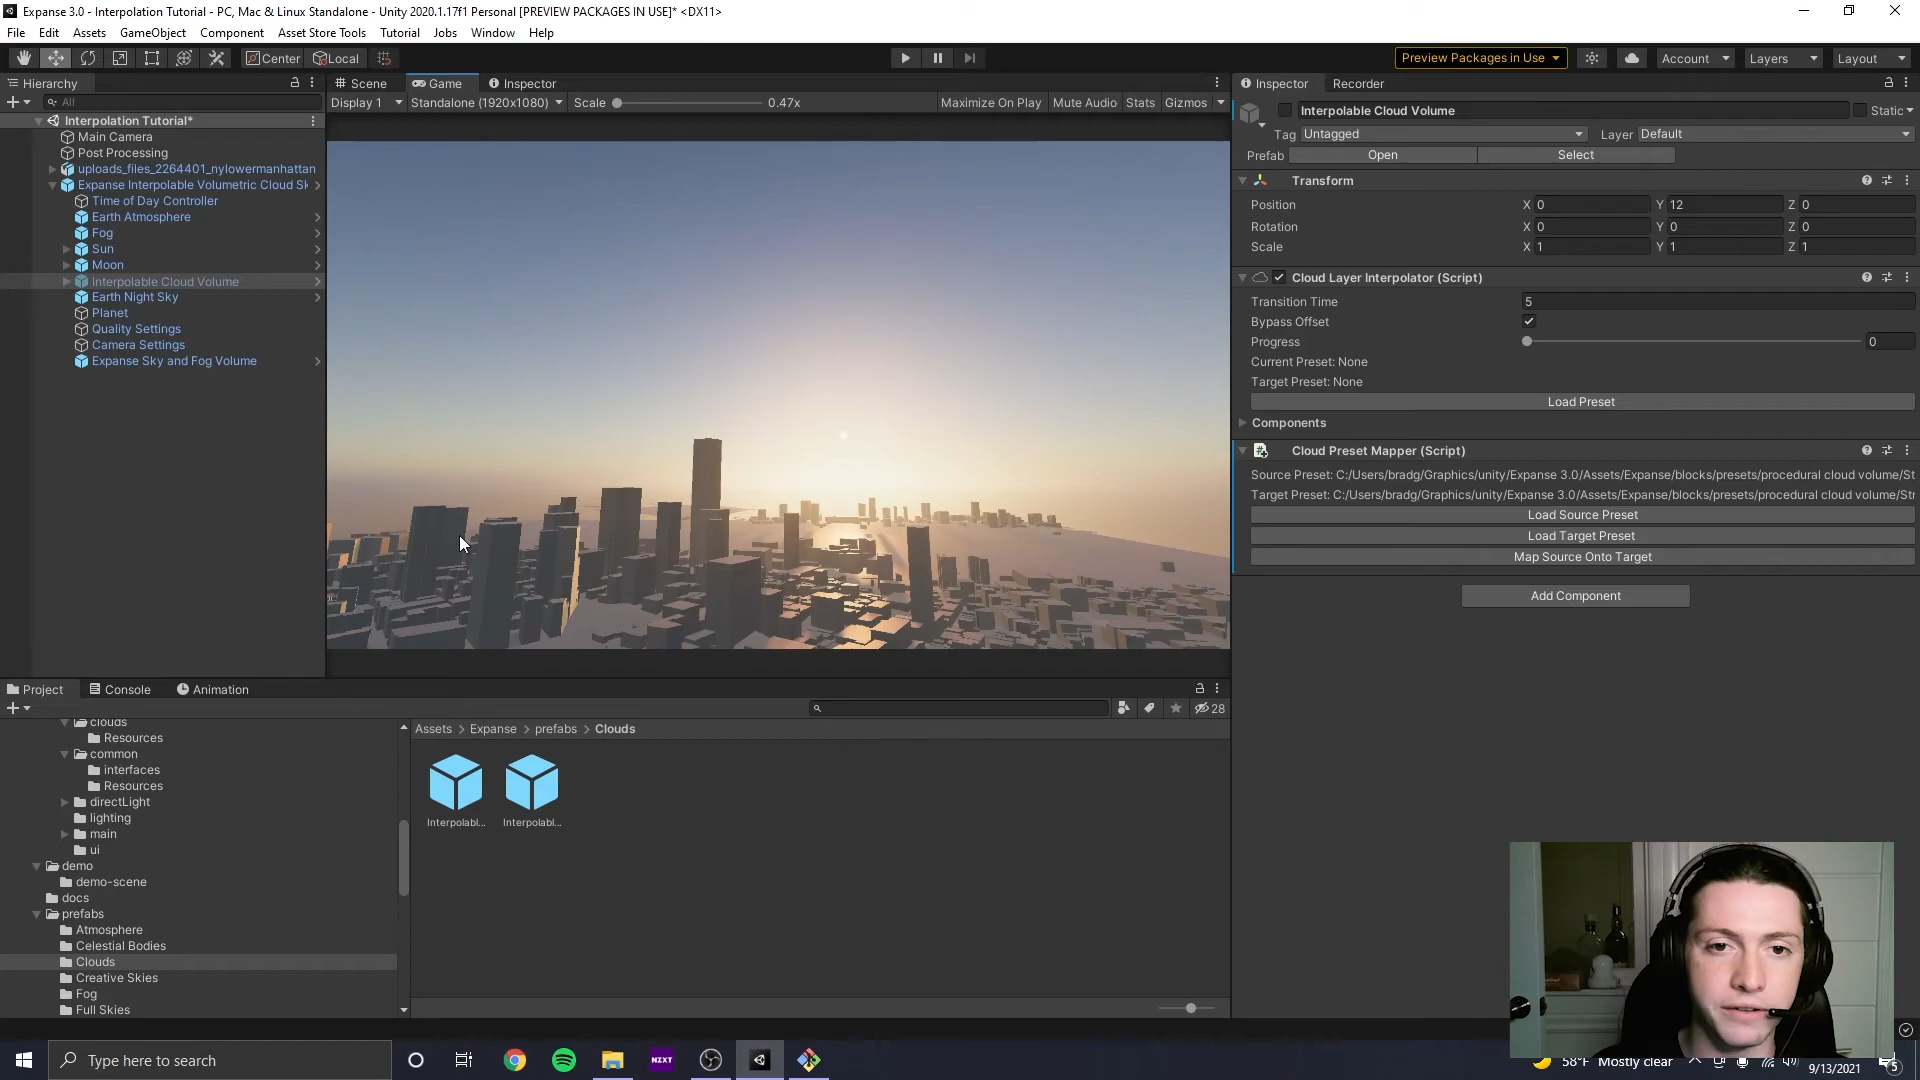 Expanse 3.0 - Interpolation Tutorial - PC, Mac & Linux Standalone - Unity 2020.1.17f1 Personal [PREVIEW PACKAGES IN USE]* <DX11>
File Edit Assets GameObject Component Asset Store Tools Tutorial Jobs Window Help
Center Local Preview Packages in Use Account Layers Layout
Hierarchy
All
Interpolation Tutorial*
Main Camera
Post Processing
uploads_files_2264401_nylowermanhattan
Expanse Interpolable Volumetric Cloud Sk
Time of Day Controller
Earth Atmosphere
Fog
Sun
Moon
Interpolable Cloud Volume
Earth Night Sky
Planet
Quality Settings
Camera Settings
Expanse Sky and Fog Volume
Scene Game Inspector
Display 1 Standalone (1920x1080) Scale 0.47x Maximize On Play Mute Audio Stats Gizmos
Inspector Recorder
Interpolable Cloud Volume Static
Tag Untagged Layer Default
Prefab Open Select
Transform
Position X 0 Y 12 Z 0
Rotation X 0 Y 0 Z 0
Scale X 1 Y 1 Z 1
Cloud Layer Interpolator (Script)
Transition Time 5
Bypass Offset
Progress 0
Current Preset: None
Target Preset: None
Load Preset
Components
Cloud Preset Mapper (Script)
Source Preset: C:/Users/bradg/Graphics/unity/Expanse 3.0/Assets/Expanse/blocks/presets/procedural cloud volume/St
Target Preset: C:/Users/bradg/Graphics/unity/Expanse 3.0/Assets/Expanse/blocks/presets/procedural cloud volume/St
Load Source Preset
Load Target Preset
Map Source Onto Target
Add Component
Project Console Animation
28
clouds
Resources
common
interfaces
Resources
directLight
lighting
main
ui
demo
demo-scene
docs
prefabs
Atmosphere
Celestial Bodies
Clouds
Creative Skies
Fog
Full Skies
Assets > Expanse > prefabs > Clouds
Interpolabl... Interpolabl...
Type here to search
NZXT
58°F Mostly clear
9/13/2021
5